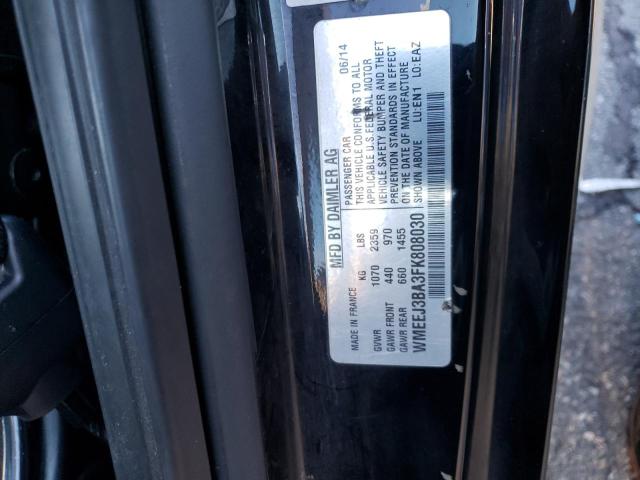 MFD BY DAIMLER AG
06/14
PASSENGER CAR
THIS VEHICLE CONFORMS TO ALL
APPLICABLE U.S.FEDERAL MOTOR
VEHICLE SAFETY BUMPER AND THEFT
PREVENTION STANDARDS IN EFFECT
ON THE DATE OF MANUFACTURE
SHOWN ABOVE LU:EN1 LO:EAZ
MADE IN FRANCE KG LBS
GVWR 1070 2359
GAWR FRONT 440 970
GAWR REAR 660 1455
WMEEJ3BA3FK808030